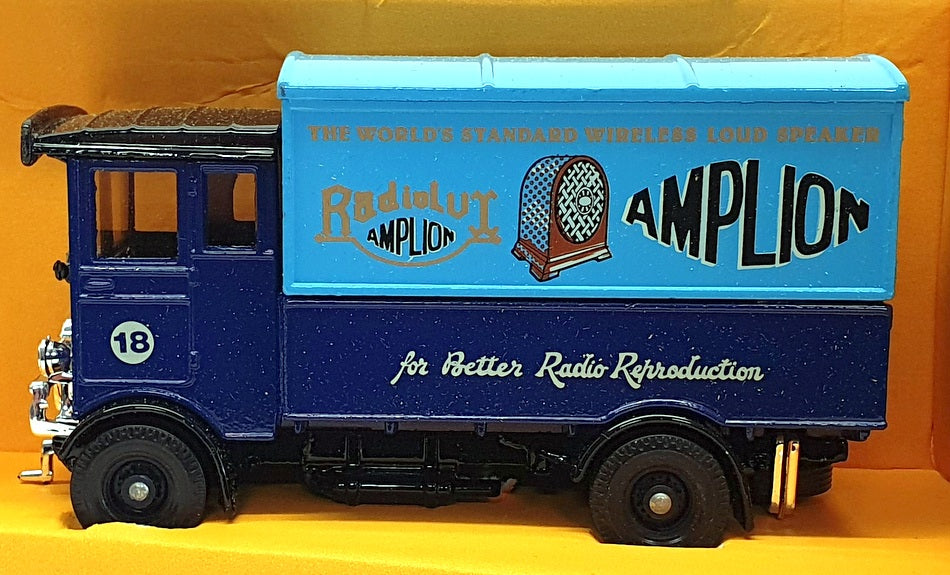 THE WORLD'S STANDARD WIRELESS LOUD SPEAKER
RadioLux
AMPLION
AMPLION
18
for Better Radio Reproduction